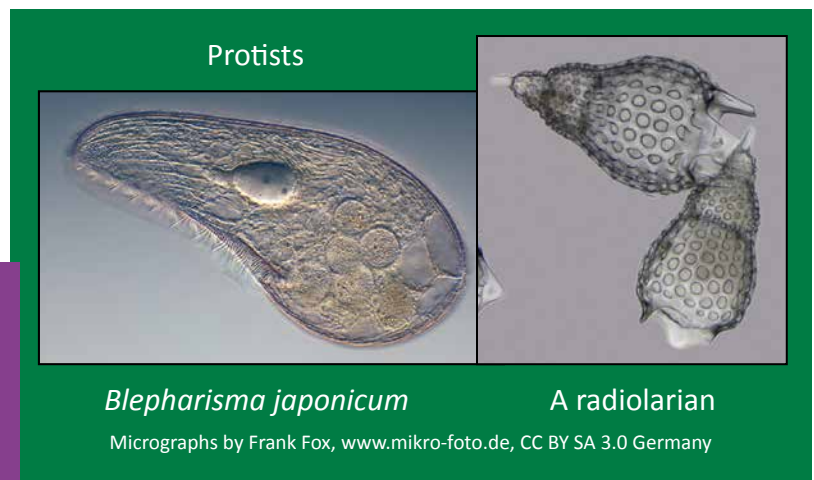 Protists
Blepharisma japonicum
A radiolarian
Micrographs by Frank Fox, www.mikro-foto.de, CC BY SA 3.0 Germany